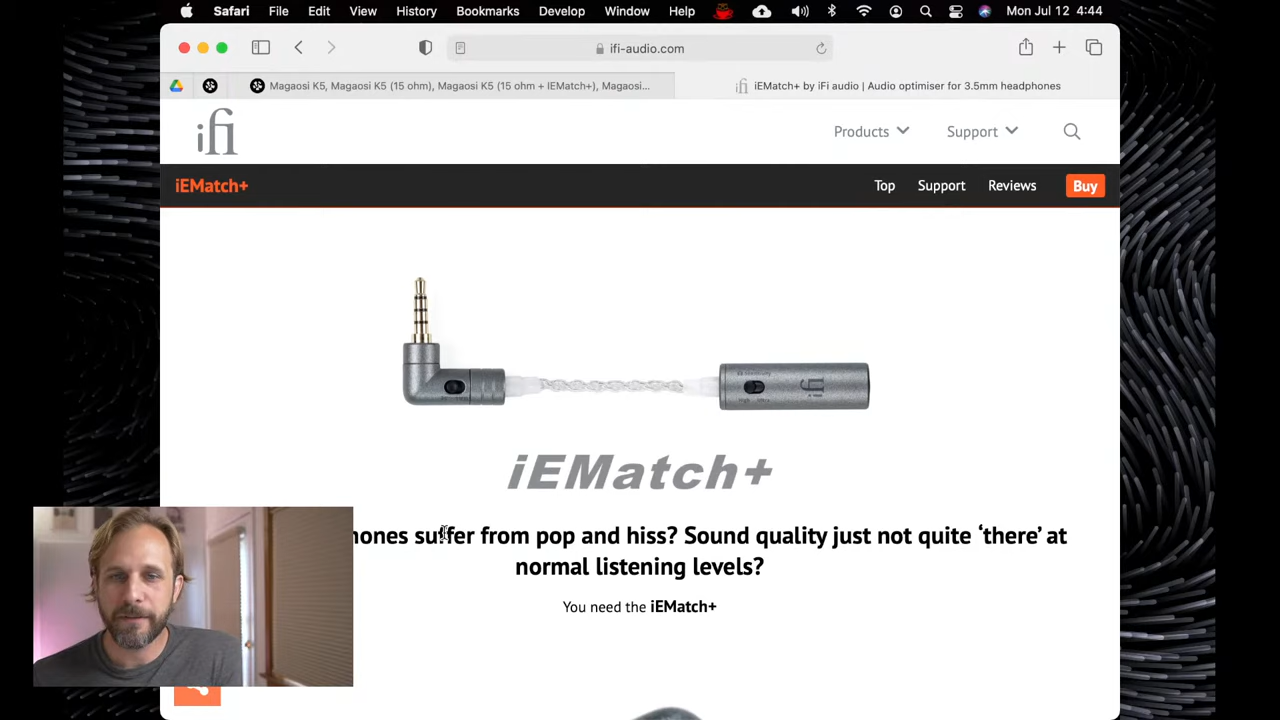 Safari File Edit View History Bookmarks Develop Window Help Mon Jul 12 4:44
ifi-audio.com
Magaosi K5, Magaosi K5 (15 ohm), Magaosi K5 (15 ohm + IEMatch+), Magaosi... iEMatch+ by iFi audio | Audio optimiser for 3.5mm headphones
ifi Products Support
iEMatch+ Top Support Reviews Buy
iEMatch+
suffer from pop and hiss? Sound quality just not quite ‘there’ at
normal listening levels?
You need the iEMatch+